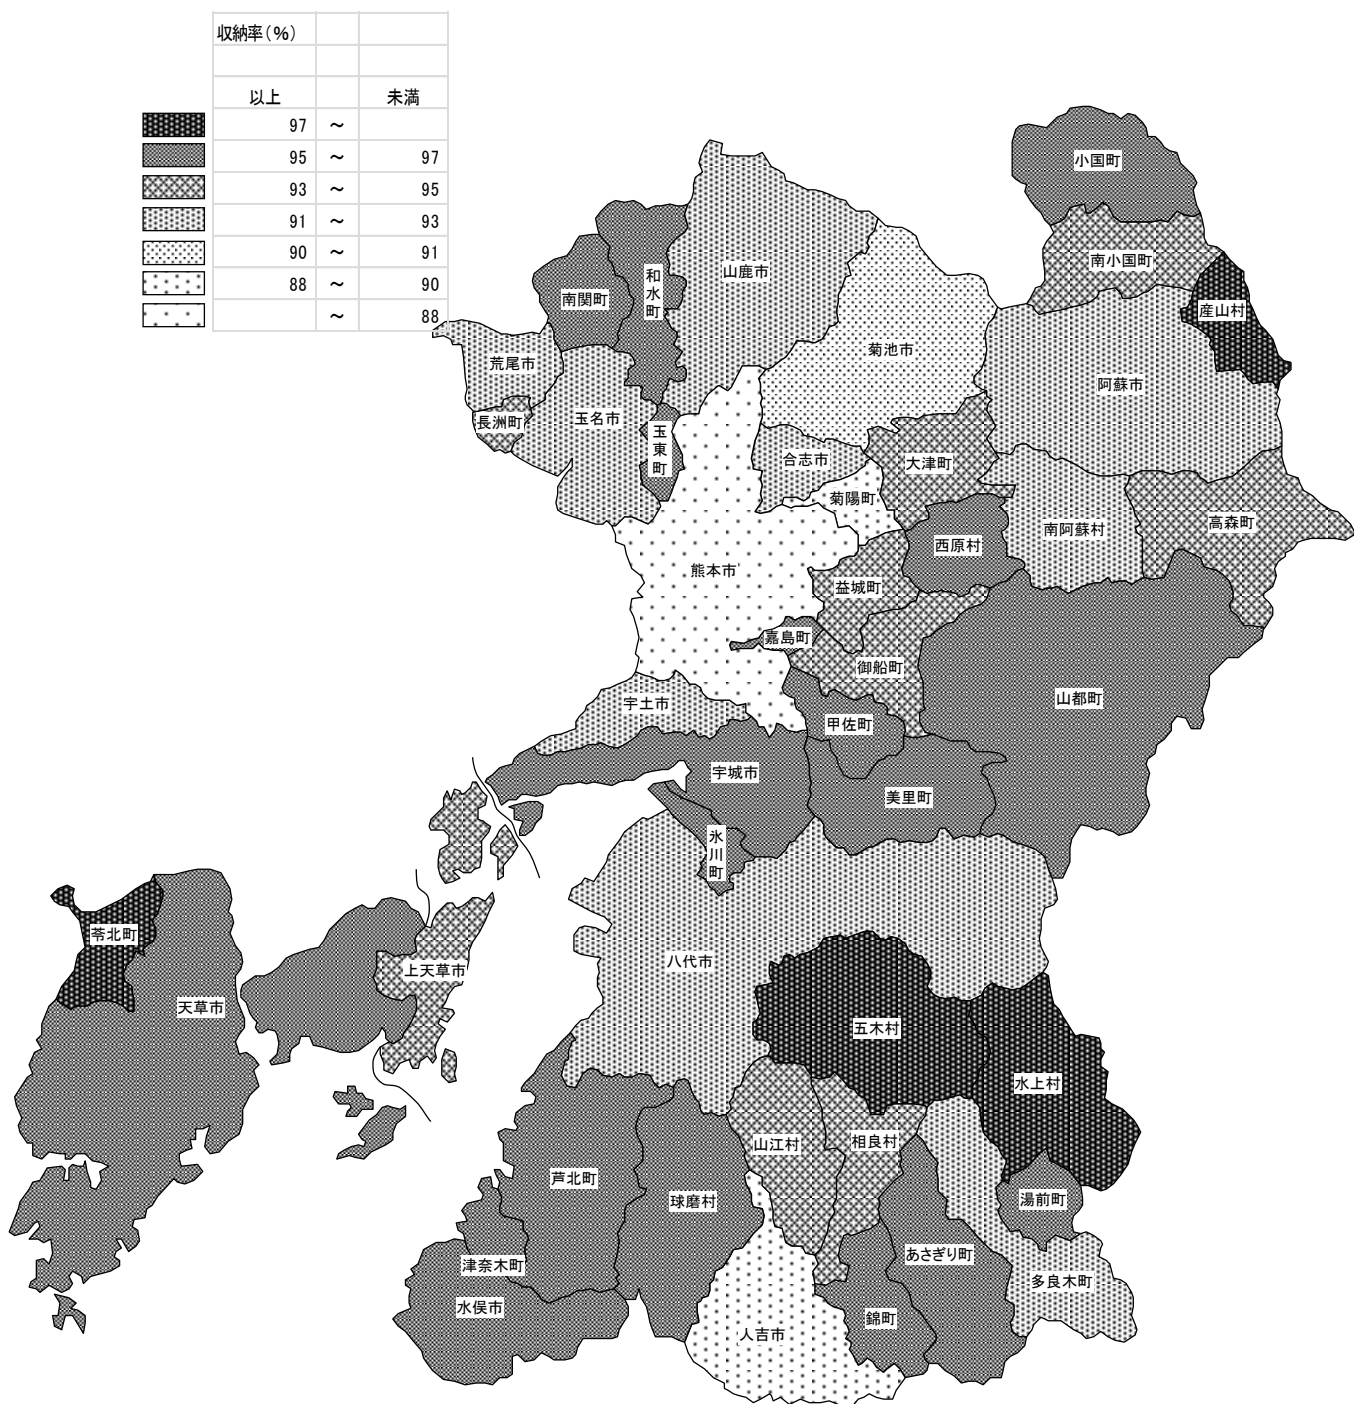 収納率(%)
以上 未満
97 ～
95 ～ 97
93 ～ 95
91 ～ 93
90 ～ 91
88 ～ 90
～ 88
小国町
南小国町
産山村
山鹿市
和水町
南関町
菊池市
荒尾市
阿蘇市
長洲町
玉名市
玉東町
合志市
大津町
菊陽町
高森町
南阿蘇村
西原村
熊本市
益城町
嘉島町
御船町
山都町
宇土市
甲佐町
宇城市
美里町
氷川町
苓北町
上天草市
八代市
天草市
五木村
水上村
山江村
相良村
芦北町
球磨村
湯前町
あさぎり町
津奈木町
多良木町
水俣市
錦町
人吉市